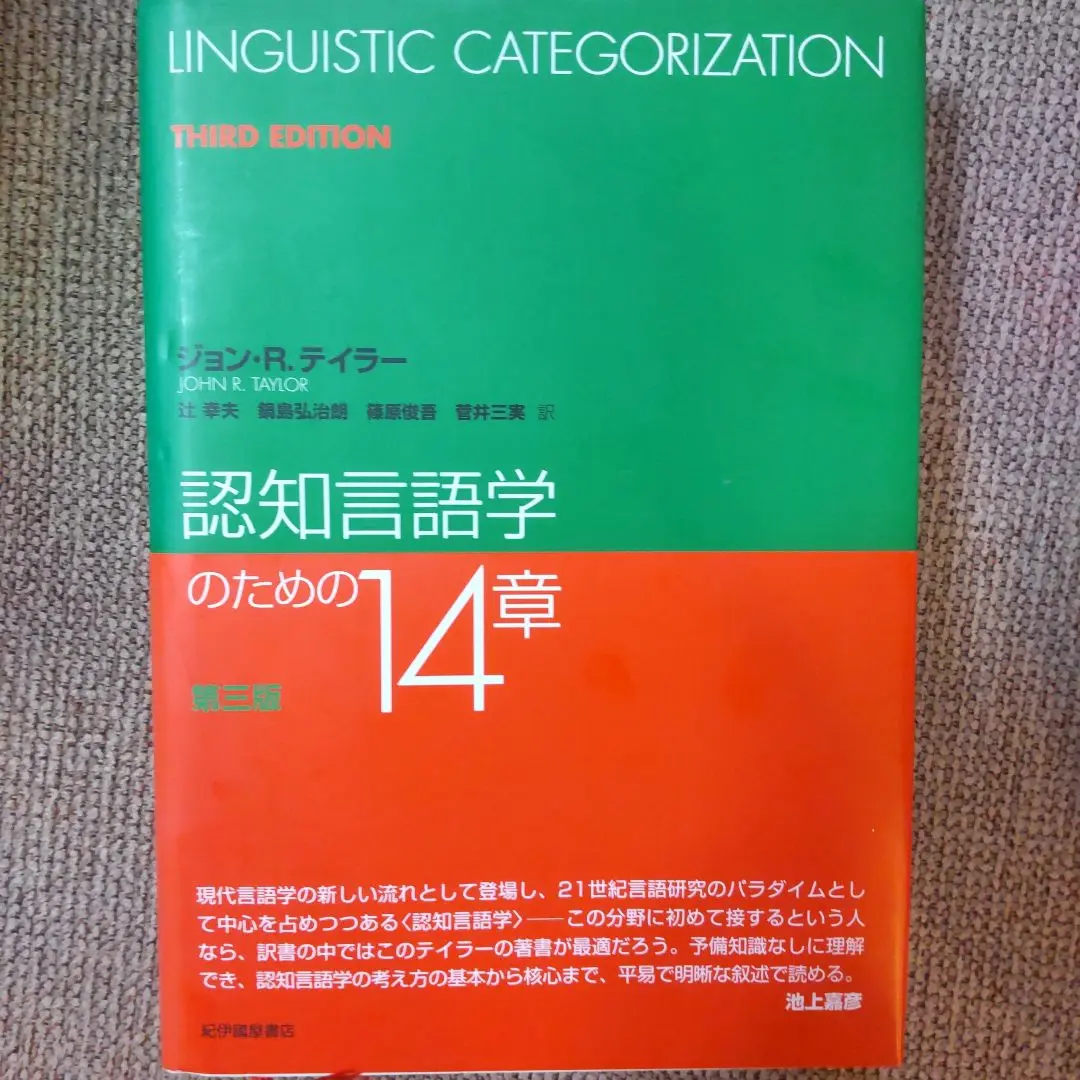 LINGUISTIC CATEGORIZATION
THIRD EDITION
ジョン・R.テイラー
JOHN R. TAYLOR
辻 幸夫 鍋島弘治朗 篠原俊吾 菅井三実 訳
認知言語学
のための14章
第三版
現代言語学の新しい流れとして登場し、21世紀言語研究のパラダイムとし
て中心を占めつつある〈認知言語学〉――この分野に初めて接するという人
なら、訳書の中ではこのテイラーの著書が最適だろう。予備知識なしに理解
でき、認知言語学の考え方の基本から核心まで、平易で明晰な叙述で読める。
池上嘉彦
紀伊國屋書店